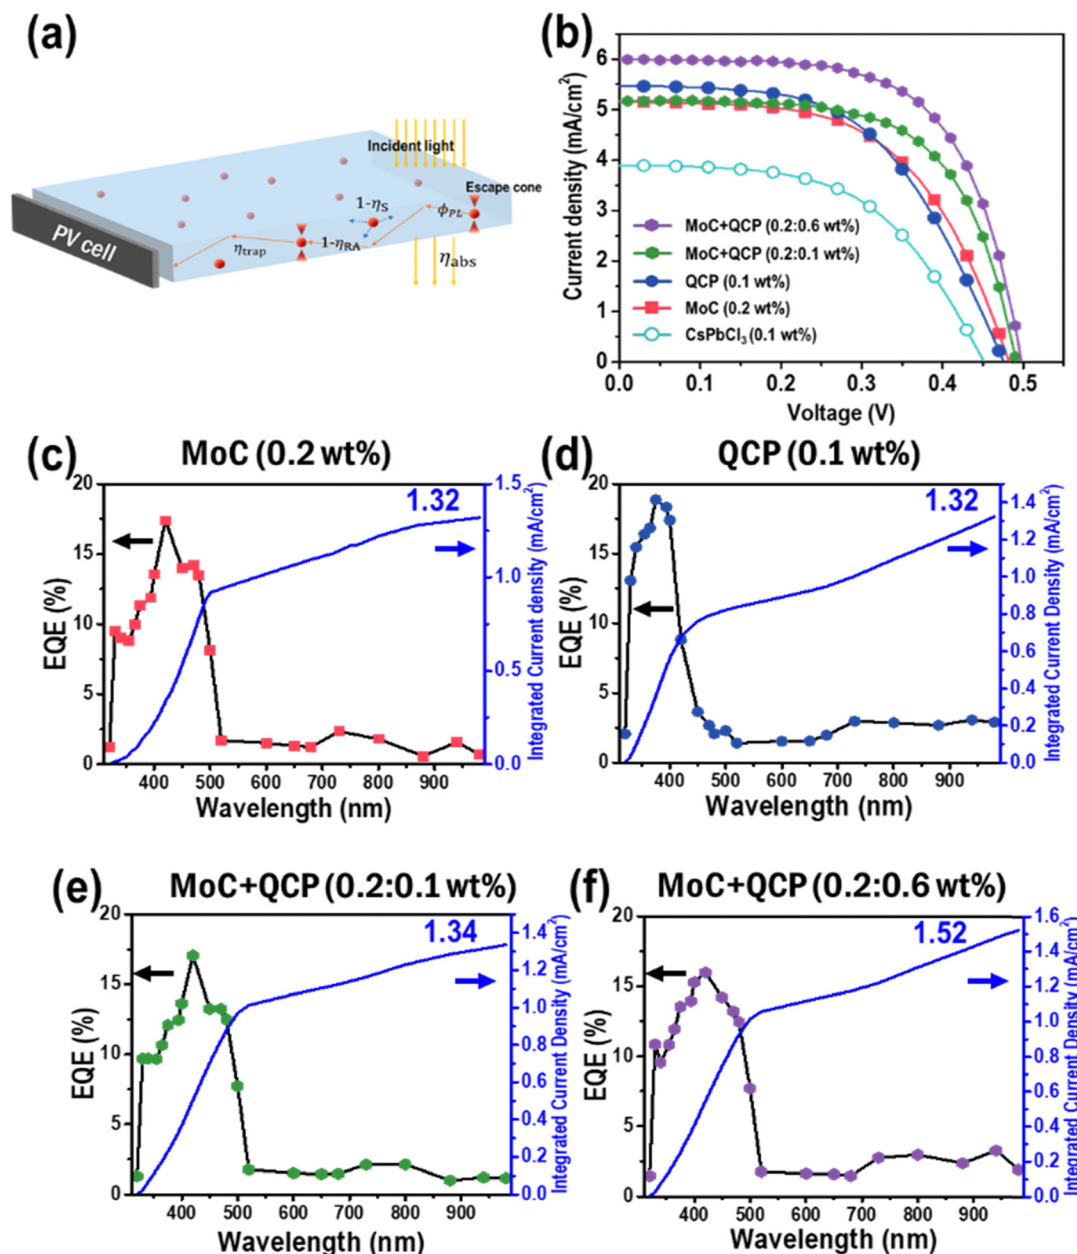 (a)
Incident light
Escape cone
1-ηS
ϕPL
1-ηRA
ηtrap
ηabs
PV cell
(b)
Current density (mA/cm²)
6
5
4
3
2
1
0
MoC+QCP (0.2:0.6 wt%)
MoC+QCP (0.2:0.1 wt%)
QCP (0.1 wt%)
MoC (0.2 wt%)
CsPbCl₃ (0.1 wt%)
0.0 0.1 0.2 0.3 0.4 0.5
Voltage (V)
(c) MoC (0.2 wt%)
EQE (%)
20
15
10
5
0
1.32
1.5
1.0
0.5
0.0
Integrated Current density (mA/cm²)
400 500 600 700 800 900
Wavelength (nm)
(d) QCP (0.1 wt%)
EQE (%)
20
15
10
5
0
1.32
1.4
1.2
1.0
0.8
0.6
0.4
0.2
0.0
Integrated Current Density (mA/cm²)
400 500 600 700 800 900
Wavelength (nm)
(e) MoC+QCP (0.2:0.1 wt%)
EQE (%)
20
15
10
5
0
1.34
1.4
1.2
1.0
0.8
0.6
0.4
0.2
0.0
Integrated Current Density (mA/cm²)
400 500 600 700 800 900
Wavelength (nm)
(f) MoC+QCP (0.2:0.6 wt%)
EQE (%)
20
15
10
5
0
1.52
1.6
1.4
1.2
1.0
0.8
0.6
0.4
0.2
0.0
Integrated Current Density (mA/cm²)
400 500 600 700 800 900
Wavelength (nm)